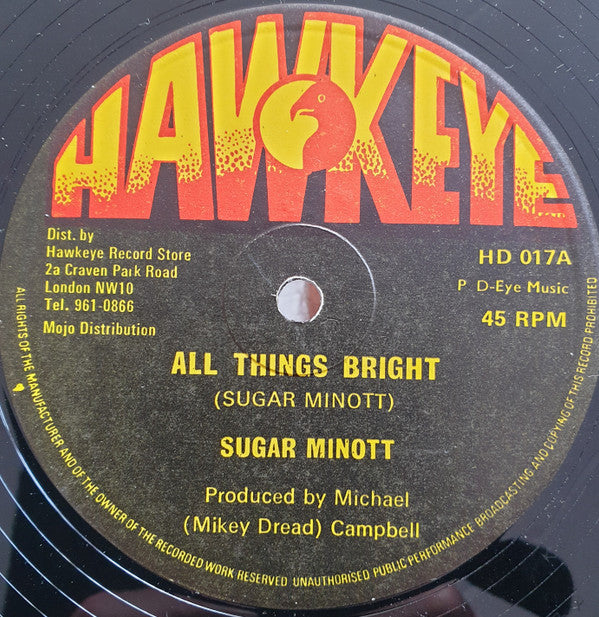 HAWKEYE
Dist. by
Hawkeye Record Store
2a Craven Park Road
London NW10
Tel. 961-0866
Mojo Distribution
HD 017A
P D-Eye Music
45 RPM
ALL THINGS BRIGHT
(SUGAR MINOTT)
SUGAR MINOTT
Produced by Michael
(Mikey Dread) Campbell
ALL RIGHTS OF THE MANUFACTURER AND OF THE OWNER OF THE RECORDED WORK RESERVED UNAUTHORISED PUBLIC PERFORMANCE BROADCASTING AND COPYING OF THIS RECORD PROHIBITED